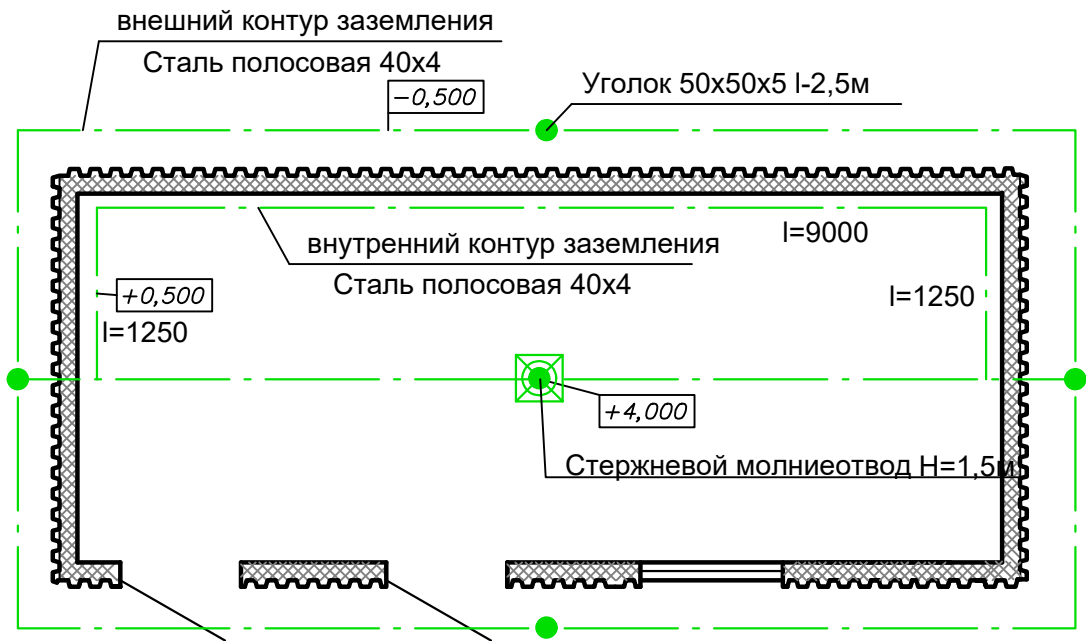 внешний контур заземления
Сталь полосовая 40х4
-0,500
Уголок 50х50х5 l-2,5м
внутренний контур заземления
Сталь полосовая 40х4
l=9000
+0,500
l=1250
l=1250
+4,000
Стержневой молниеотвод H=1,5м